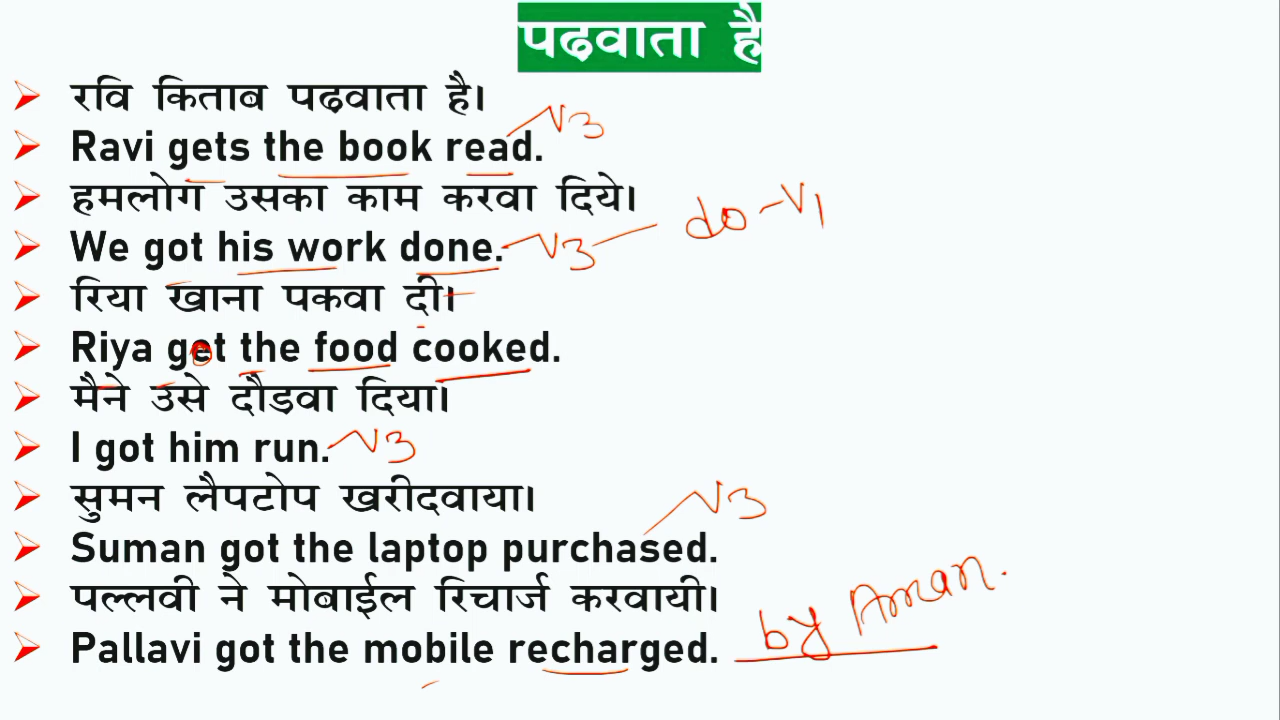 पढवाता है
रवि किताब पढवाता है।
Ravi gets the book read. V3
हमलोग उसका काम करवा दिये।
We got his work done. V3 do-V1
रिया खाना पकवा दी।
Riya get the food cooked.
मैने उसे दौडवा दिया।
I got him run. V3
सुमन लैपटोप खरीदवाया।
Suman got the laptop purchased. V3
पल्लवी ने मोबाईल रिचार्ज करवायी।
Pallavi got the mobile recharged. by Aman.